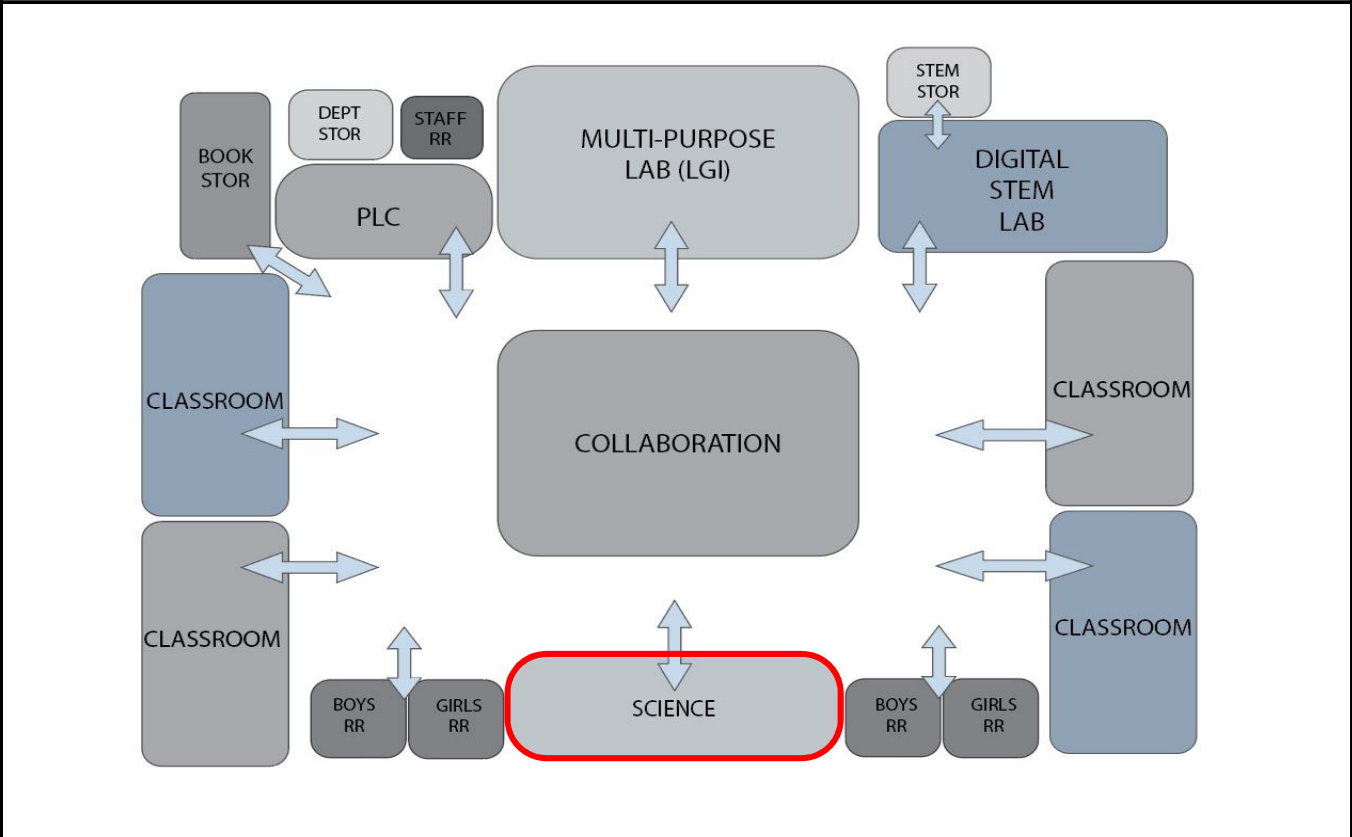 STEM
STOR
DEPT
STOR
STAFF
RR
MULTI-PURPOSE
LAB (LGI)
BOOK
STOR
DIGITAL
STEM
LAB
PLC
CLASSROOM
CLASSROOM
COLLABORATION
CLASSROOM
CLASSROOM
BOYS
RR
GIRLS
RR
SCIENCE
BOYS
RR
GIRLS
RR